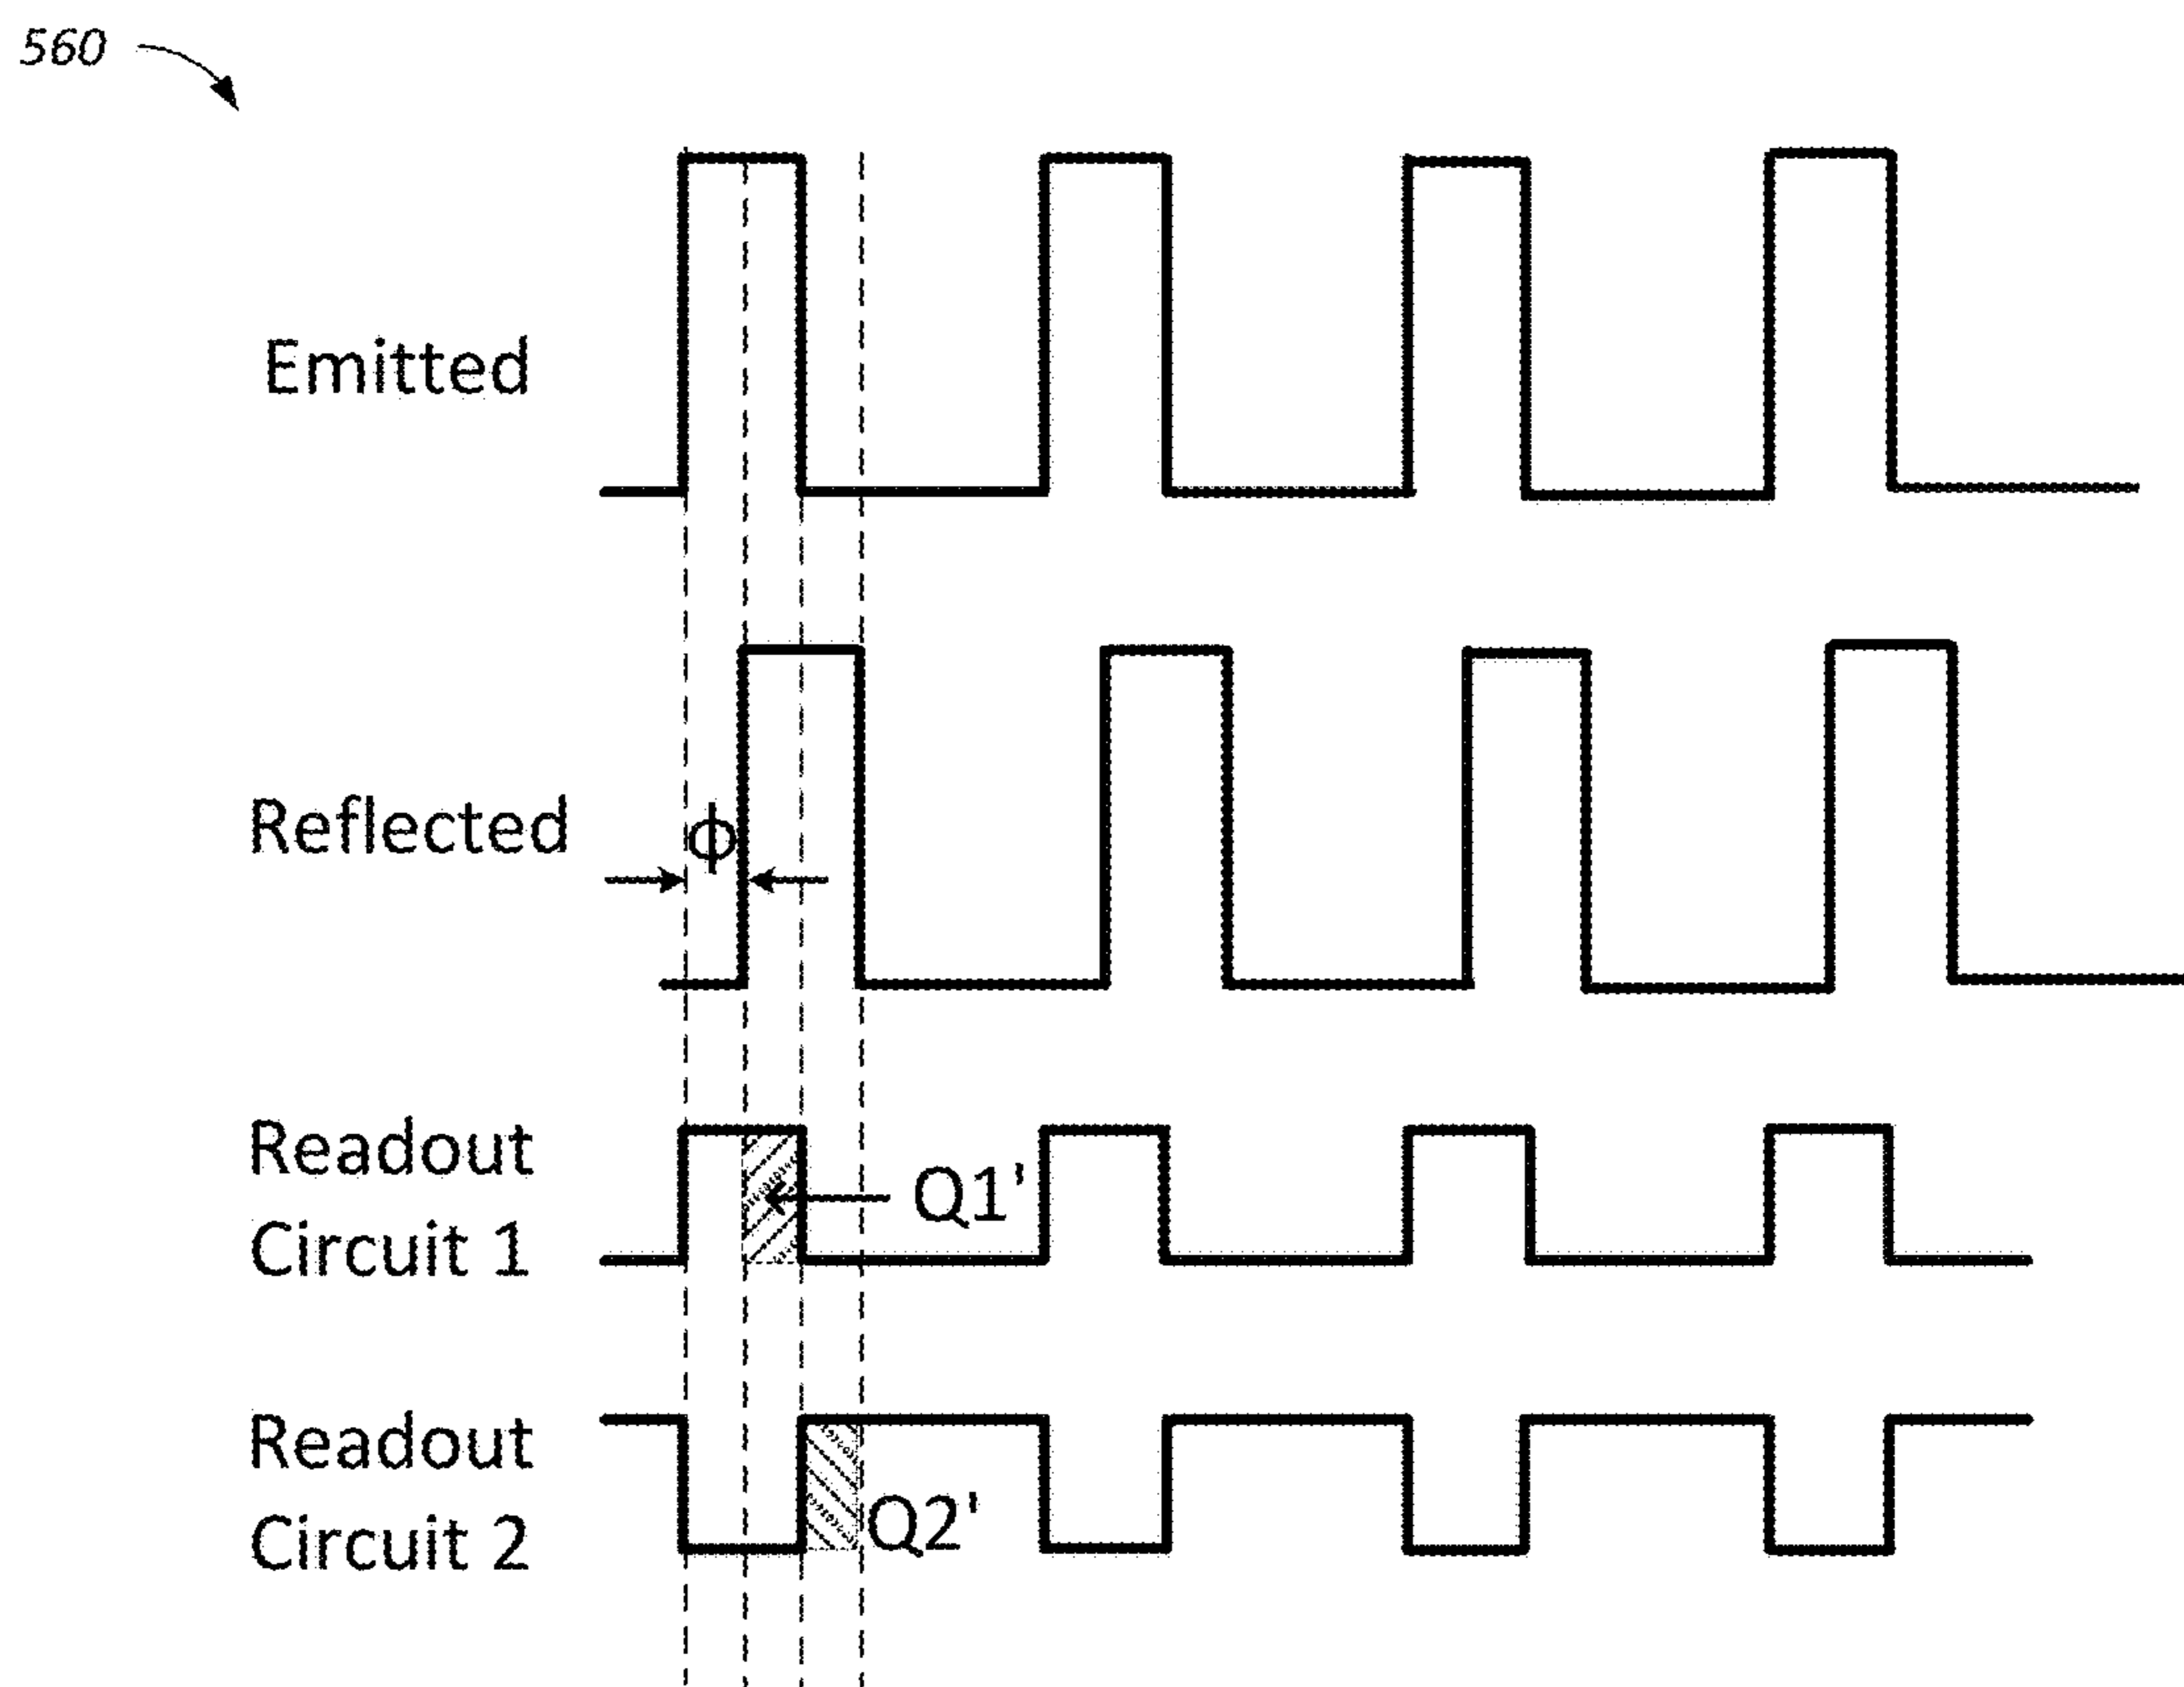 560
Emitted
Reflected
ϕ
Readout
Circuit 1
Q1'
Readout
Circuit 2
Q2'